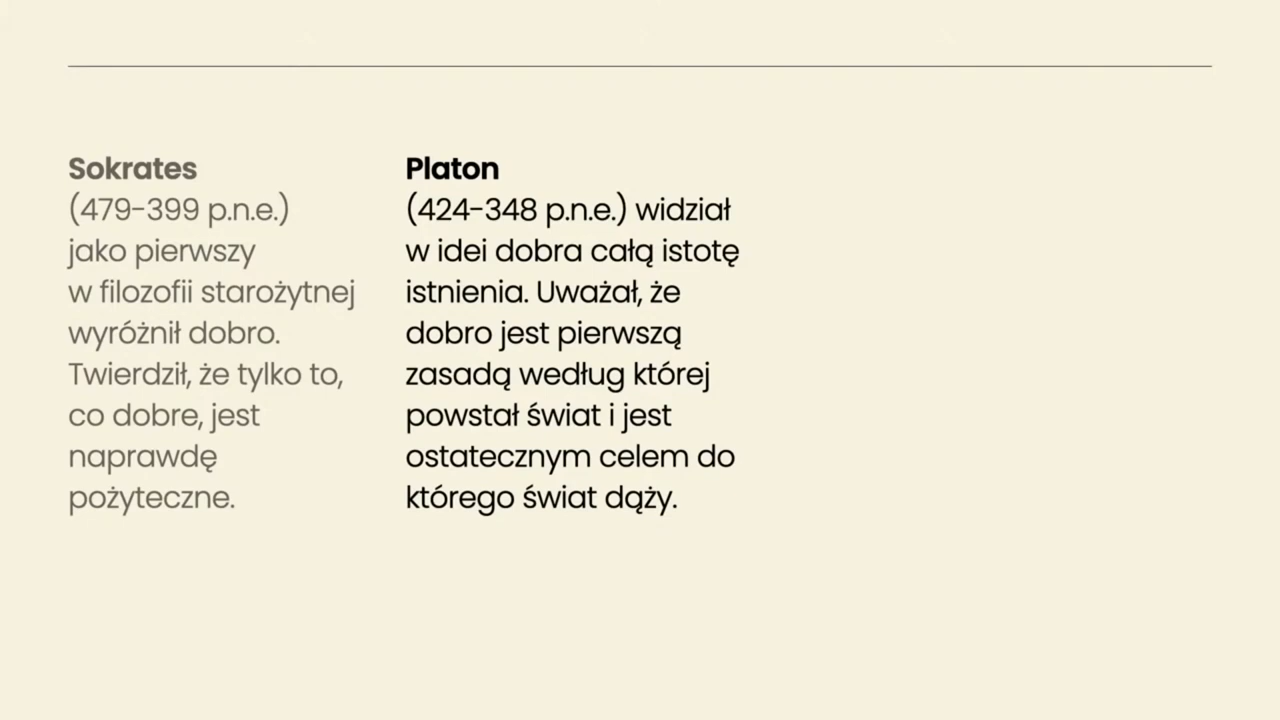 Sokrates
(479-399 p.n.e.)
jako pierwszy
w filozofii starożytnej
wyróżnił dobro.
Twierdził, że tylko to,
co dobre, jest
naprawdę
pożyteczne.
Platon
(424-348 p.n.e.) widział
w idei dobra całą istotę
istnienia. Uważał, że
dobro jest pierwszą
zasadą według której
powstał świat i jest
ostatecznym celem do
którego świat dąży.